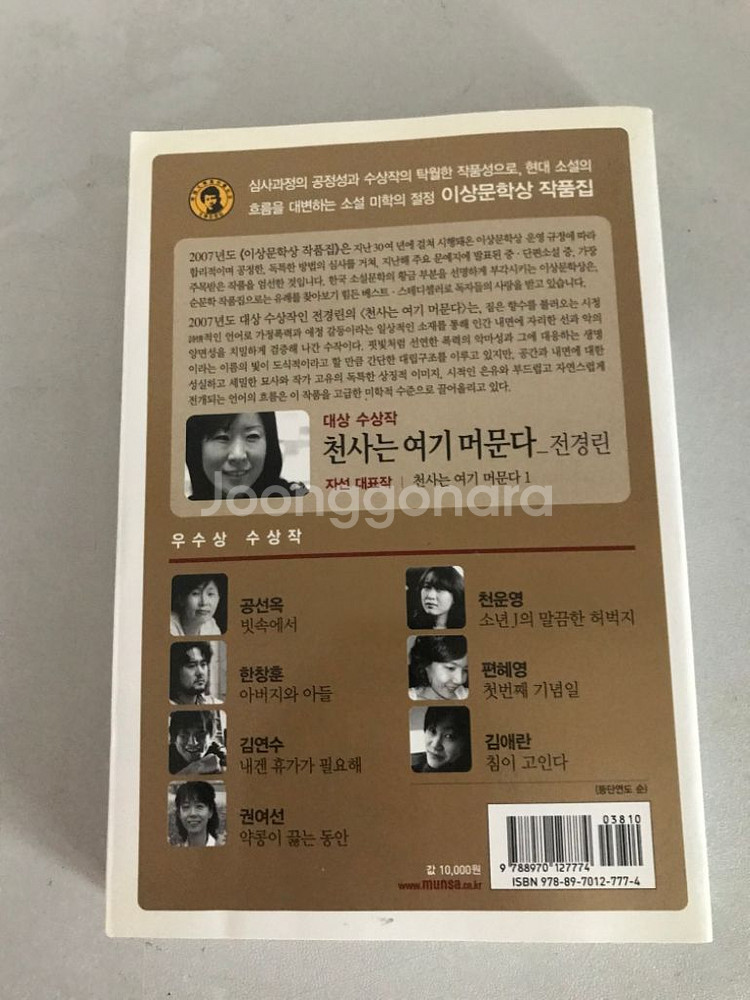 심사과정의 공정성과 수상작의 탁월한 작품성으로, 현대 소설의
흐름을 대변하는 소설 미학의 절정 이상문학상 작품집
2007년도 《이상문학상 작품집》은 지난 30여 년에 걸쳐 시행돼온 이상문학상 운영 규정에 따라
합리적이며 공정한, 독특한 방법의 심사를 거쳐, 지난해 주요 문예지에 발표된 중·단편소설 중, 가장
주목받은 작품을 엄선한 것입니다. 한국 소설문학의 황금 부분을 선명하게 부각시키는 이상문학상은,
순문학 작품집으로는 유례를 찾아보기 힘든 베스트·스테디셀러로 독자들의 사랑을 받고 있습니다.
2007년도 대상 수상작인 전경린의 〈천사는 여기 머문다〉는, 짙은 향수를 불러오는 시정
詩情적인 언어로 가정폭력과 애정 갈등이라는 일상적인 소재를 통해 인간 내면에 자리한 선과 악의
양면성을 치밀하게 검증해 나간 수작이다. 핏빛처럼 선연한 폭력의 악마성과 그에 대응하는 생명
이라는 이름의 빛이 도식적이라고 할 만큼 간단한 대립구조를 이루고 있지만, 공간과 내면에 대한
성실하고 세밀한 묘사와 작가 고유의 독특한 상징적 이미지, 시적인 은유와 부드럽고 자연스럽게
전개되는 언어의 흐름은 이 작품을 고급한 미학적 수준으로 끌어올리고 있다.
대상 수상작
천사는 여기 머문다_전경린
자선 대표작 | 천사는 여기 머문다 1
Joonggonara
우수상 수상작
공선옥
빗속에서
한창훈
아버지와 아들
김연수
내겐 휴가가 필요해
권여선
약콩이 끓는 동안
천운영
소년 J의 말끔한 허벅지
편혜영
첫번째 기념일
김애란
침이 고인다
(등단연도 순)
03810
9 788970 127774
ISBN 978-89-7012-777-4
값 10,000원
www.munsa.co.kr